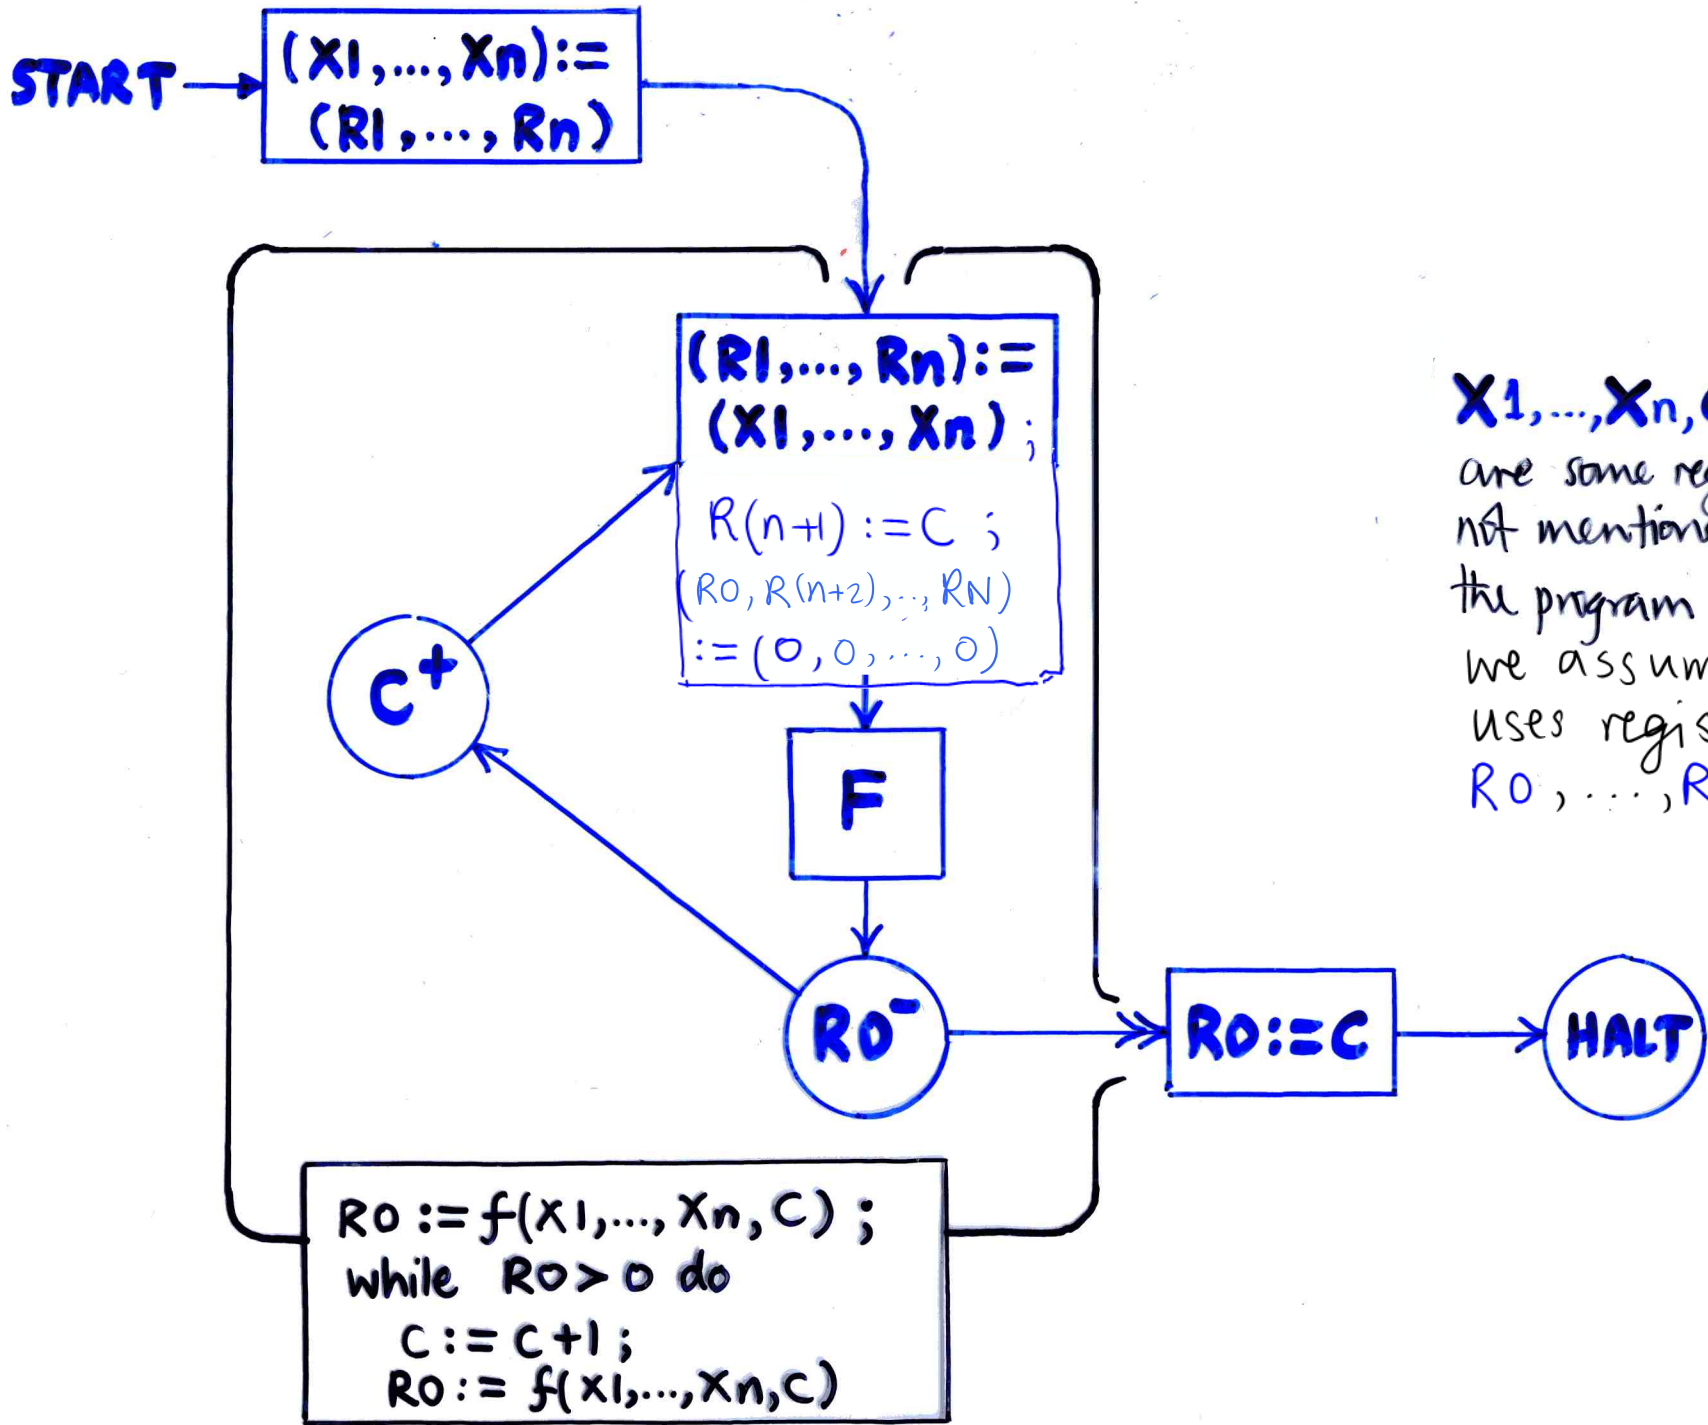 START
(X1,...,Xn):=
(R1,...,Rn)
(R1,...,Rn):=
(X1,...,Xn);
R(n+1):=C;
(R0,R(n+2),..,RN)
:=(0,0,...,0)
C+
F
R0-
R0:=C
HALT
X1,...,Xn,
are some
not
the program
we
uses
R0,...,
R0:=f(X1,...,Xn,C);
while R0>0 do
C:=C+1;
R0:=f(X1,...,Xn,C)